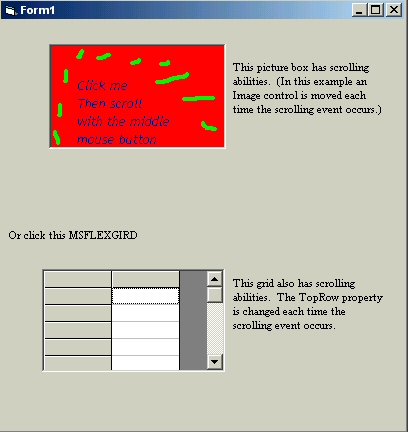 Form1
Click me
Then scroll
with the middle
mouse button
This picture box has scrolling
abilities.  (In this example an
Image control is moved each
time the scrolling event occurs.)
Or click this MSFLEXGIRD
This grid also has scrolling
abilities.  The TopRow property
is changed each time the
scrolling event occurs.